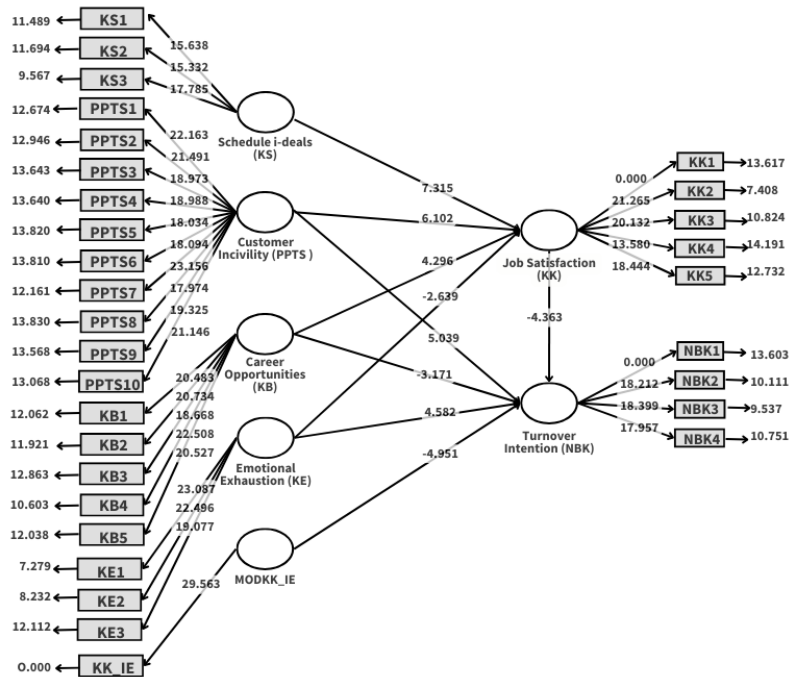 11.489
KS1
11.694
KS2
9.567
KS3
12.674
PPTS1
12.946
PPTS2
13.643
PPTS3
13.640
PPTS4
13.820
PPTS5
13.810
PPTS6
12.161
PPTS7
13.830
PPTS8
13.568
PPTS9
13.068
PPTS10
12.062
KB1
11.921
KB2
12.863
KB3
10.603
KB4
12.038
KB5
7.279
KE1
8.232
KE2
12.112
KE3
0.000
KK_IE
15.638
15.332
17.785
22.163
21.491
18.973
18.988
18.034
18.094
23.156
17.974
19.325
21.146
20.483
20.734
18.668
22.508
20.527
23.087
22.496
19.077
29.563
Schedule i-deals
(KS)
Customer
Incivility (PPTS )
Career
Opportunities
(KB)
Emotional
Exhaustion (KE)
MODKK_IE
7.315
6.102
4.296
-2.639
5.039
-3.171
4.582
-4.951
Job Satisfaction
(KK)
-4.363
Turnover
Intention (NBK)
0.000
21.265
20.132
13.580
18.444
KK1
13.617
KK2
7.408
KK3
10.824
KK4
14.191
KK5
12.732
0.000
18.212
18.399
17.957
NBK1
13.603
NBK2
10.111
NBK3
9.537
NBK4
10.751